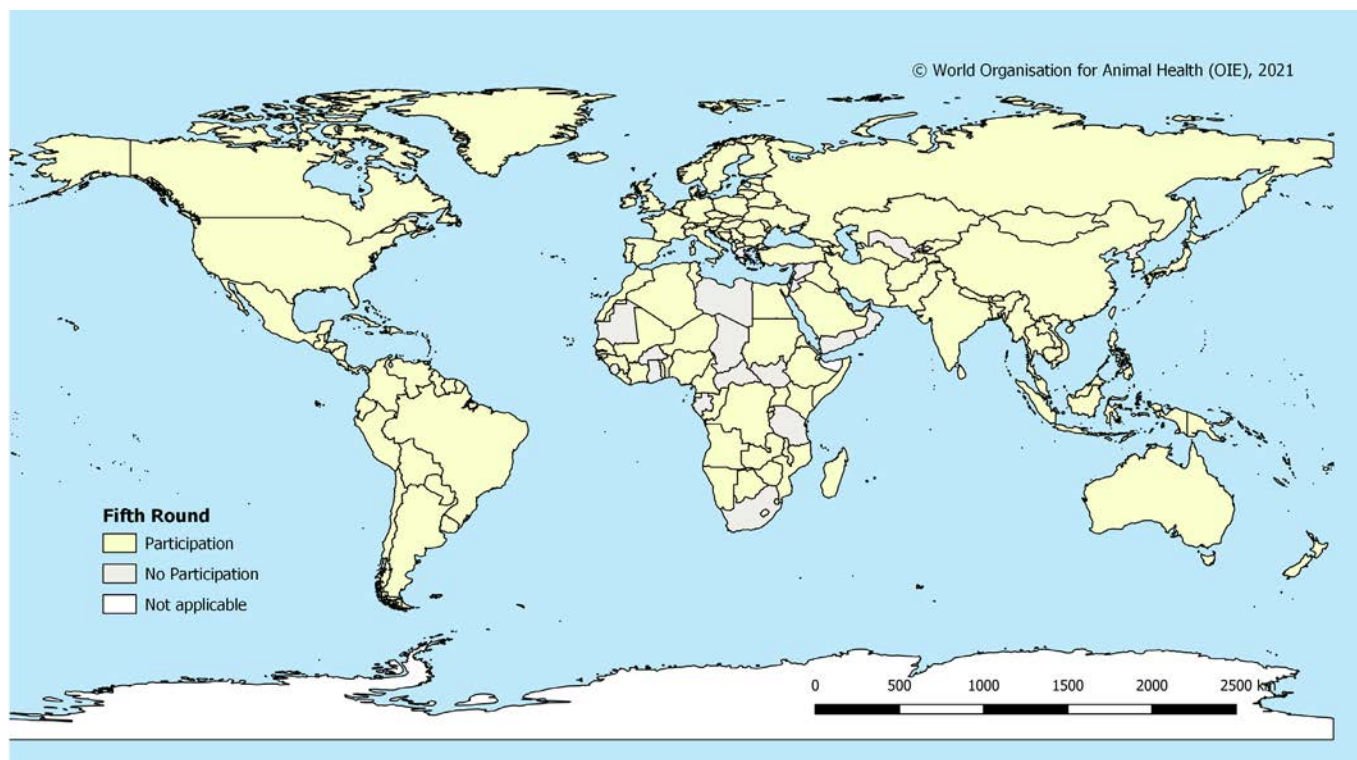 © World Organisation for Animal Health (OIE), 2021
Fifth Round
Participation
No Participation
Not applicable
0 500 1000 1500 2000 2500 km